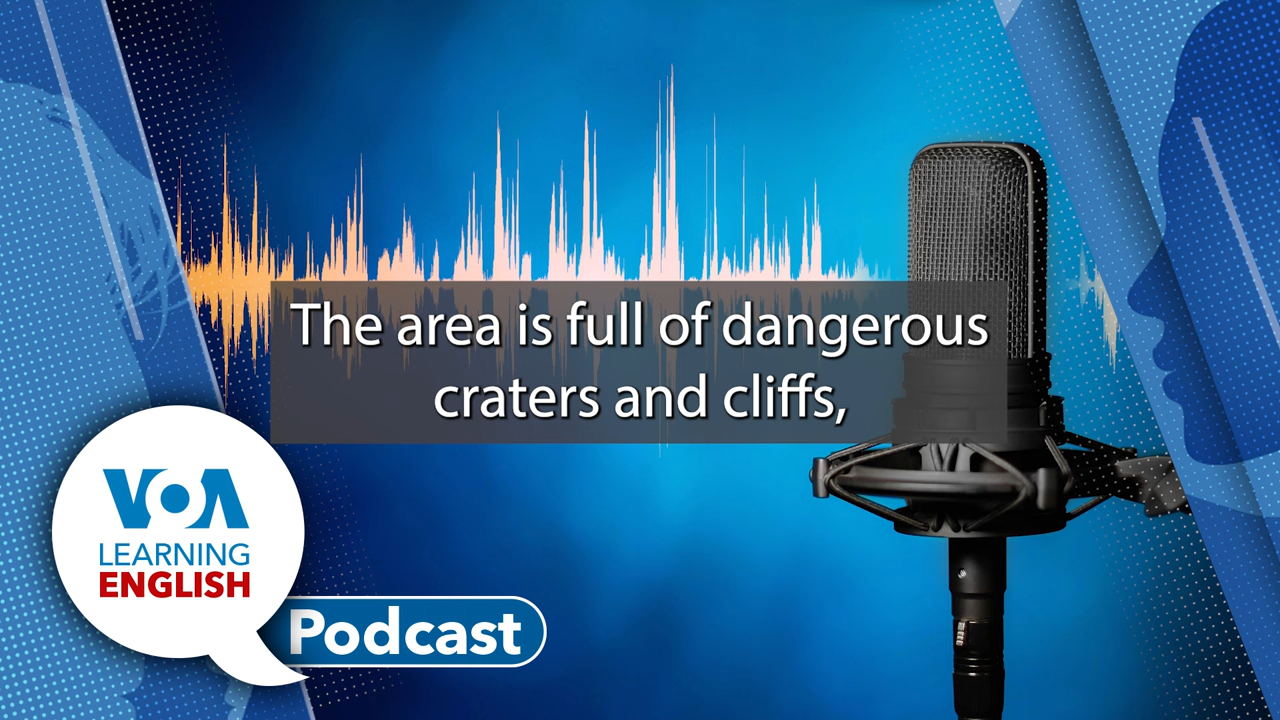 The area is full of dangerous
craters and cliffs,
VOA
LEARNING
ENGLISH
Podcast